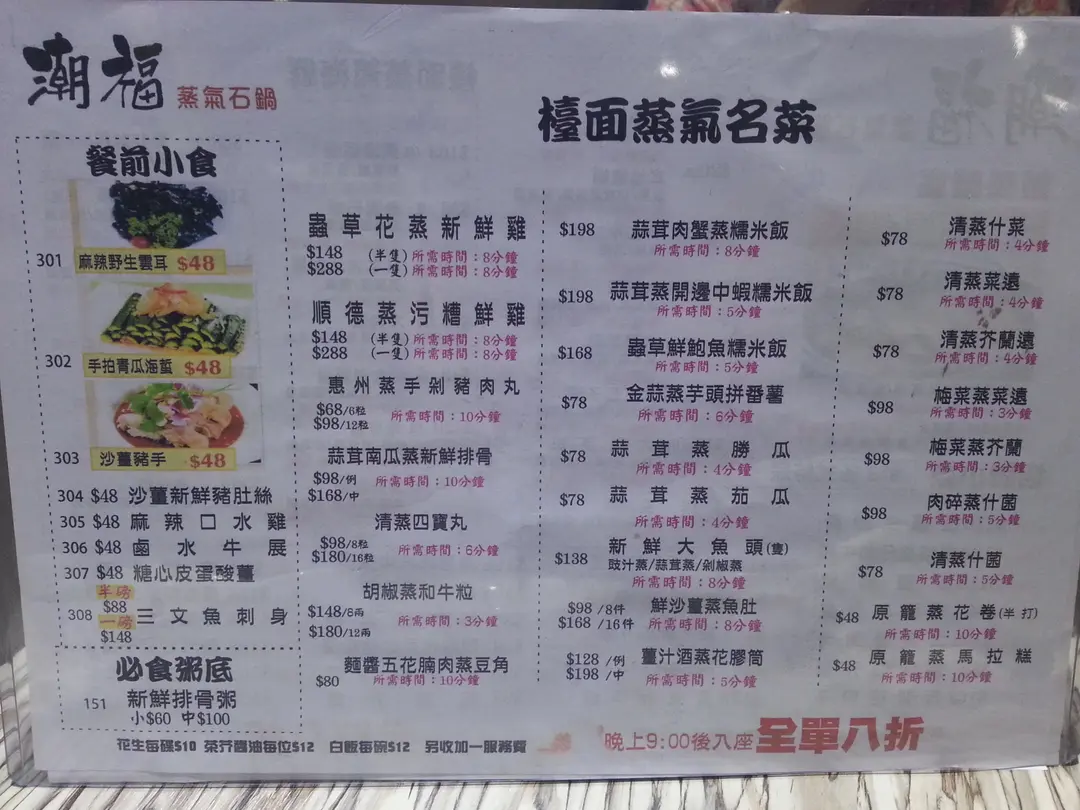 潮福 蒸氣石鍋
檯面蒸氣名菜
餐前小食
301 麻辣野生雲耳 $48
302 手拍青瓜海蜇 $48
303 沙薑豬手 $48
304 $48 沙薑新鮮豬肚絲
305 $48 麻辣口水雞
306 $48 鹵水牛展
307 $48 糖心皮蛋酸薑
308 半磅 $88 三文魚刺身
一磅 $148
必食粥底
151 新鮮排骨粥
小$60 中$100
蟲草花蒸新鮮雞
$148 (半隻) 所需時間:8分鐘
$288 (一隻) 所需時間:8分鐘
順德蒸污糟鮮雞
$148 (半隻) 所需時間:8分鐘
$288 (一隻) 所需時間:8分鐘
惠州蒸手剁豬肉丸
$68/6粒 所需時間:10分鐘
$98/12粒
蒜茸南瓜蒸新鮮排骨
$98/例 所需時間:10分鐘
$168/中
清蒸四寶丸
$98/8粒 所需時間:6分鐘
$180/16粒
胡椒蒸和牛粒
$148/6兩 所需時間:3分鐘
$180/12兩
麵醬五花腩肉蒸豆角
$80 所需時間:10分鐘
$198 蒜茸肉蟹蒸糯米飯
所需時間:8分鐘
$198 蒜茸蒸開邊中蝦糯米飯
所需時間:5分鐘
$168 蟲草鮮鮑魚糯米飯
所需時間:5分鐘
$78 金蒜蒸芋頭拼番薯
所需時間:6分鐘
$78 蒜茸蒸勝瓜
所需時間:4分鐘
$78 蒜茸蒸茄瓜
所需時間:4分鐘
$138 新鮮大魚頭(隻)
豉汁蒸/蒜茸蒸/剁椒蒸
所需時間:8分鐘
$98/8件 鮮沙薑蒸魚肚
$168/16件 所需時間:8分鐘
$128/例 薑汁酒蒸花膠筒
$198/中 所需時間:5分鐘
$78 清蒸什菜
所需時間:4分鐘
$78 清蒸菜遠
所需時間:4分鐘
$78 清蒸芥蘭遠
所需時間:4分鐘
$98 梅菜蒸菜遠
所需時間:3分鐘
$98 梅菜蒸芥蘭
所需時間:3分鐘
$98 肉碎蒸什菌
所需時間:5分鐘
$78 清蒸什菌
所需時間:5分鐘
$48 原籠蒸花卷(半打)
所需時間:10分鐘
$48 原籠蒸馬拉糕
所需時間:10分鐘
花生每碟$10 茶芥醬油每位$12 白飯每碗$12 另收加一服務費
晚上9:00後入座全單八折